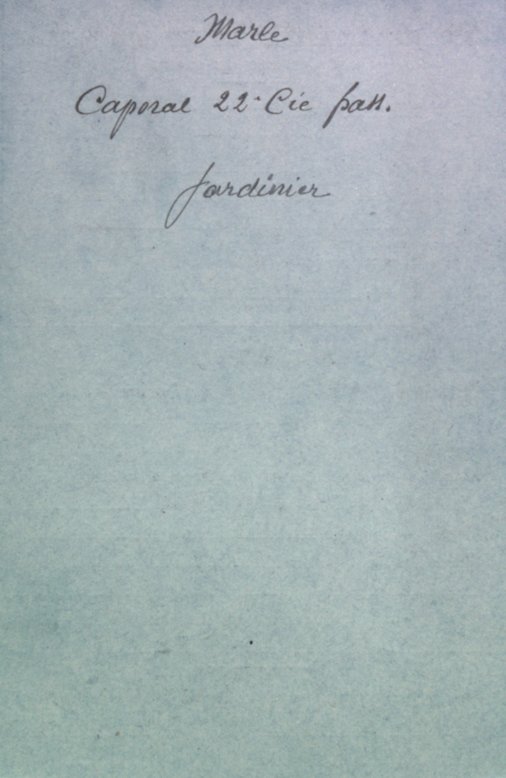 Marle
Caporal 22e Cie pass.
Jardinier